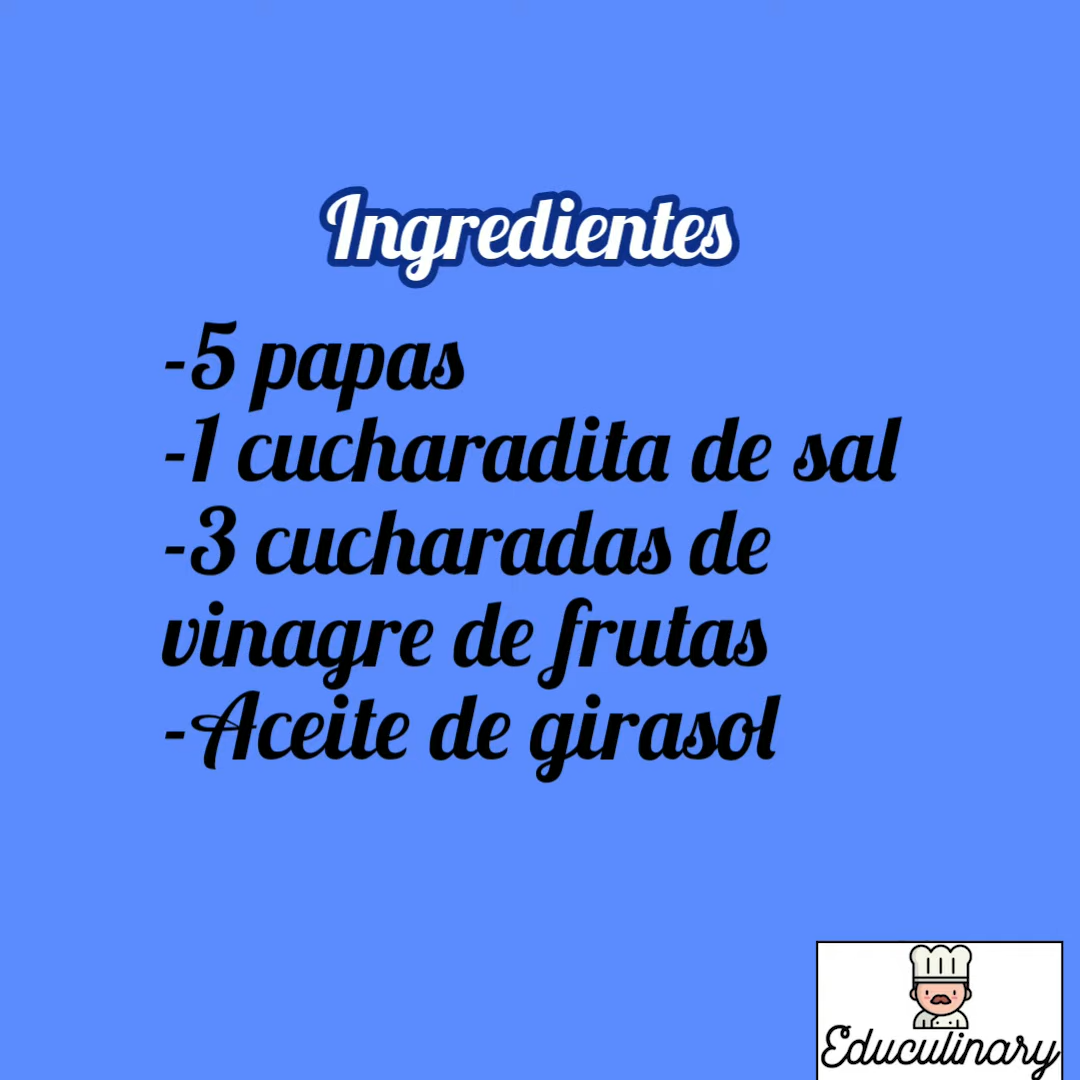 Ingredientes
-5 papas
-1 cucharadita de sal
-3 cucharadas de
vinagre de frutas
-Aceite de girasol
Educulinary